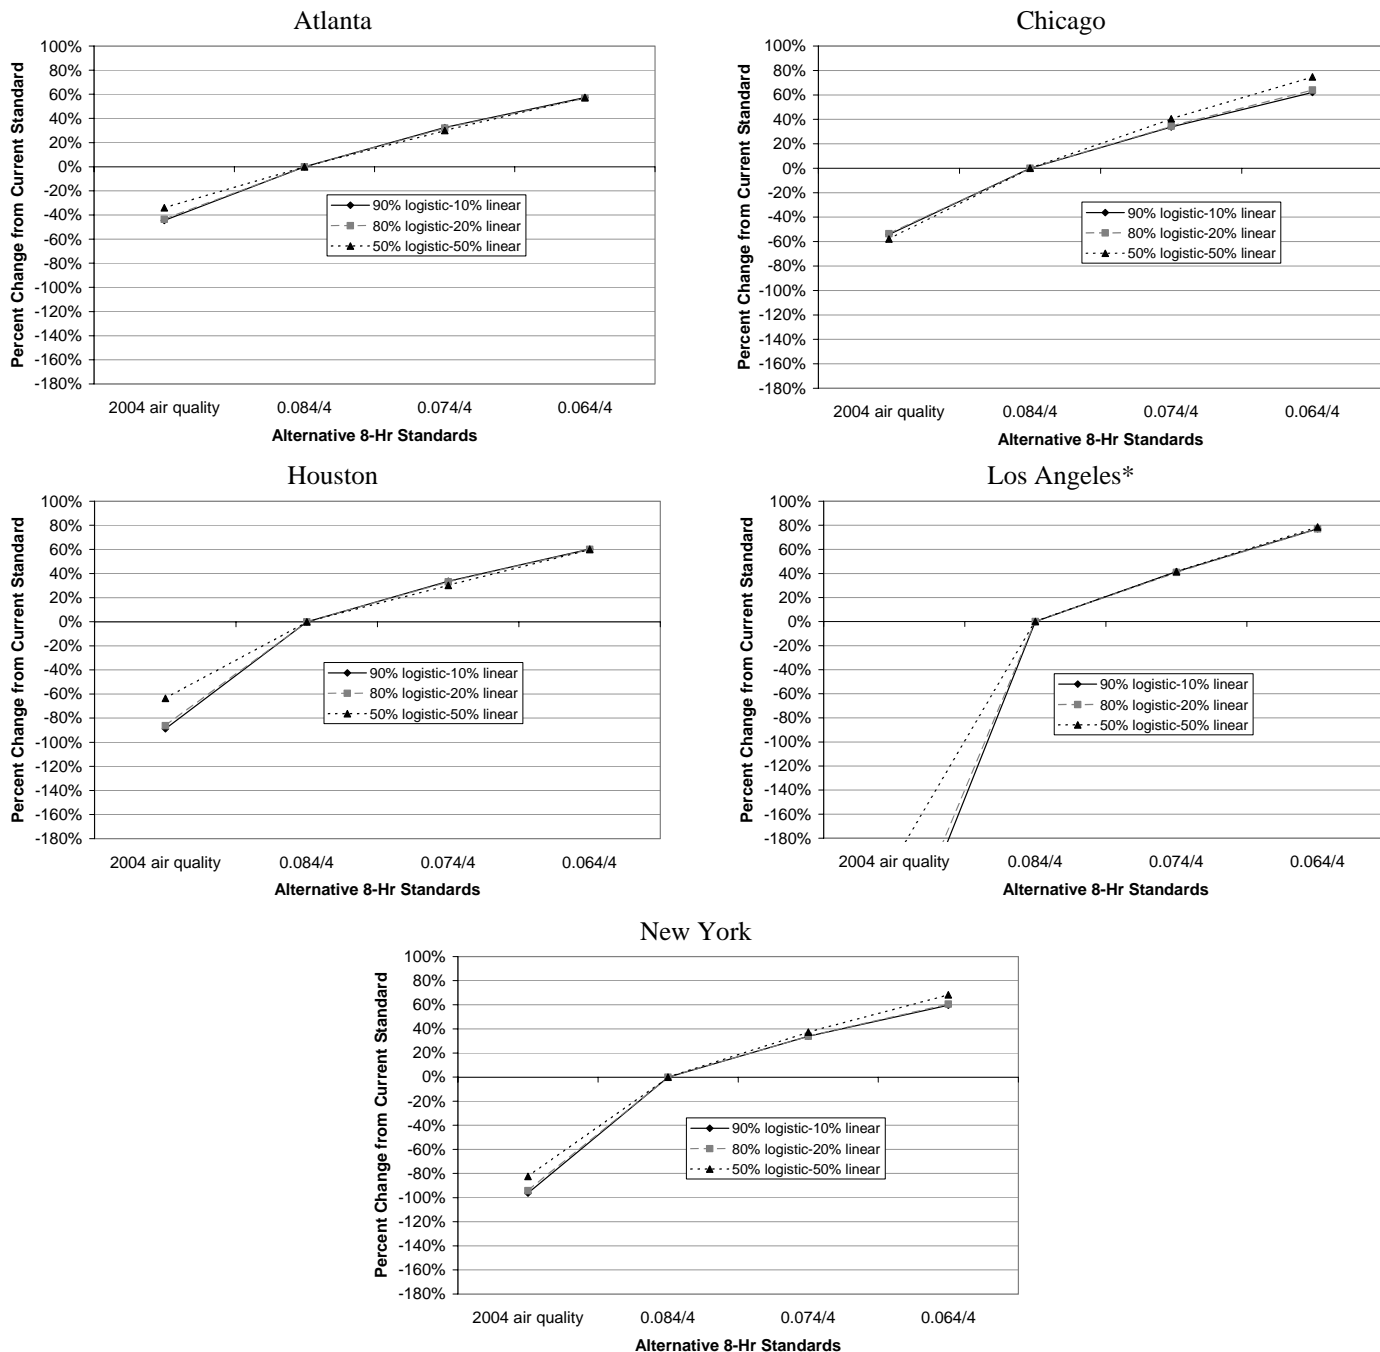 Atlanta
100%
80%
60%
40%
20%
0%
-20%
-40%
-60%
-80%
-100%
-120%
-140%
-160%
-180%
Percent Change from Current Standard
90% logistic-10% linear
80% logistic-20% linear
50% logistic-50% linear
2004 air quality 0.084/4 0.074/4 0.064/4
Alternative 8-Hr Standards
Chicago
100%
80%
60%
40%
20%
0%
-20%
-40%
-60%
-80%
-100%
-120%
-140%
-160%
-180%
Percent Change from Current Standard
90% logistic-10% linear
80% logistic-20% linear
50% logistic-50% linear
2004 air quality 0.084/4 0.074/4 0.064/4
Alternative 8-Hr Standards
Houston
100%
80%
60%
40%
20%
0%
-20%
-40%
-60%
-80%
-100%
-120%
-140%
-160%
-180%
Percent Change from Current Standard
90% logistic-10% linear
80% logistic-20% linear
50% logistic-50% linear
2004 air quality 0.084/4 0.074/4 0.064/4
Alternative 8-Hr Standards
Los Angeles*
100%
80%
60%
40%
20%
0%
-20%
-40%
-60%
-80%
-100%
-120%
-140%
-160%
-180%
Percent Change from Current Standard
90% logistic-10% linear
80% logistic-20% linear
50% logistic-50% linear
2004 air quality 0.084/4 0.074/4 0.064/4
Alternative 8-Hr Standards
New York
100%
80%
60%
40%
20%
0%
-20%
-40%
-60%
-80%
-100%
-120%
-140%
-160%
-180%
Percent Change from Current Standard
90% logistic-10% linear
80% logistic-20% linear
50% logistic-50% linear
2004 air quality 0.084/4 0.074/4 0.064/4
Alternative 8-Hr Standards